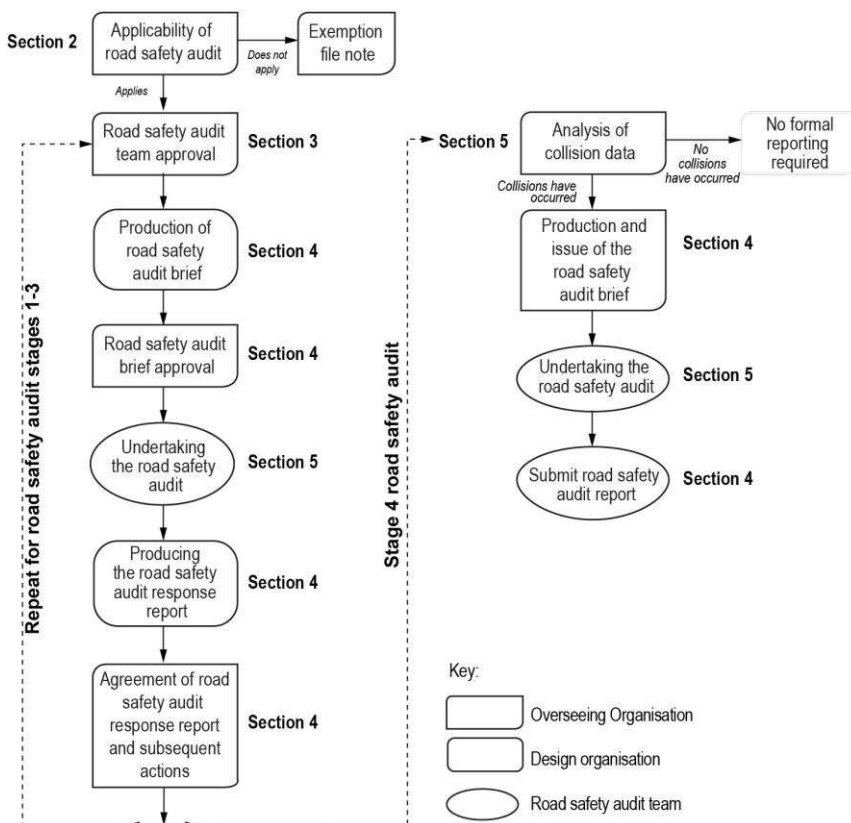 Section 2
Applicability of
road safety audit
Does not
apply
Exemption
file note
Applies
Road safety audit
team approval
Section 3
Production of
road safety
audit brief
Section 4
Road safety audit
brief approval
Section 4
Undertaking
the road safety
audit
Section 5
Producing
the road safety
audit response
report
Section 4
Agreement of road
safety audit
response report
and subsequent
actions
Section 4
Repeat for road safety audit stages 1-3
Stage 4 road safety audit
Section 5
Analysis of
collision data
No
collisions
have occurred
No formal
reporting
required
Collisions have
occurred
Production and
issue of the
road safety
audit brief
Section 4
Undertaking the
road safety audit
Section 5
Submit road safety
audit report
Section 4
Key:
Overseeing Organisation
Design organisation
Road safety audit team